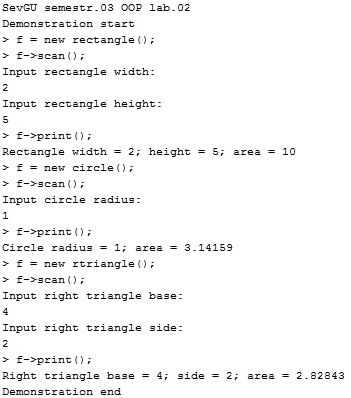 SevGU semestr.03 OOP lab.02
Demonstration start
> f = new rectangle();
> f->scan();
Input rectangle width:
2
Input rectangle height:
5
> f->print();
Rectangle width = 2; height = 5; area = 10
> f = new circle();
> f->scan();
Input circle radius:
1
> f->print();
Circle radius = 1; area = 3.14159
> f = new rtriangle();
> f->scan();
Input right triangle base:
4
Input right triangle side:
2
> f->print();
Right triangle base = 4; side = 2; area = 2.82843
Demonstration end